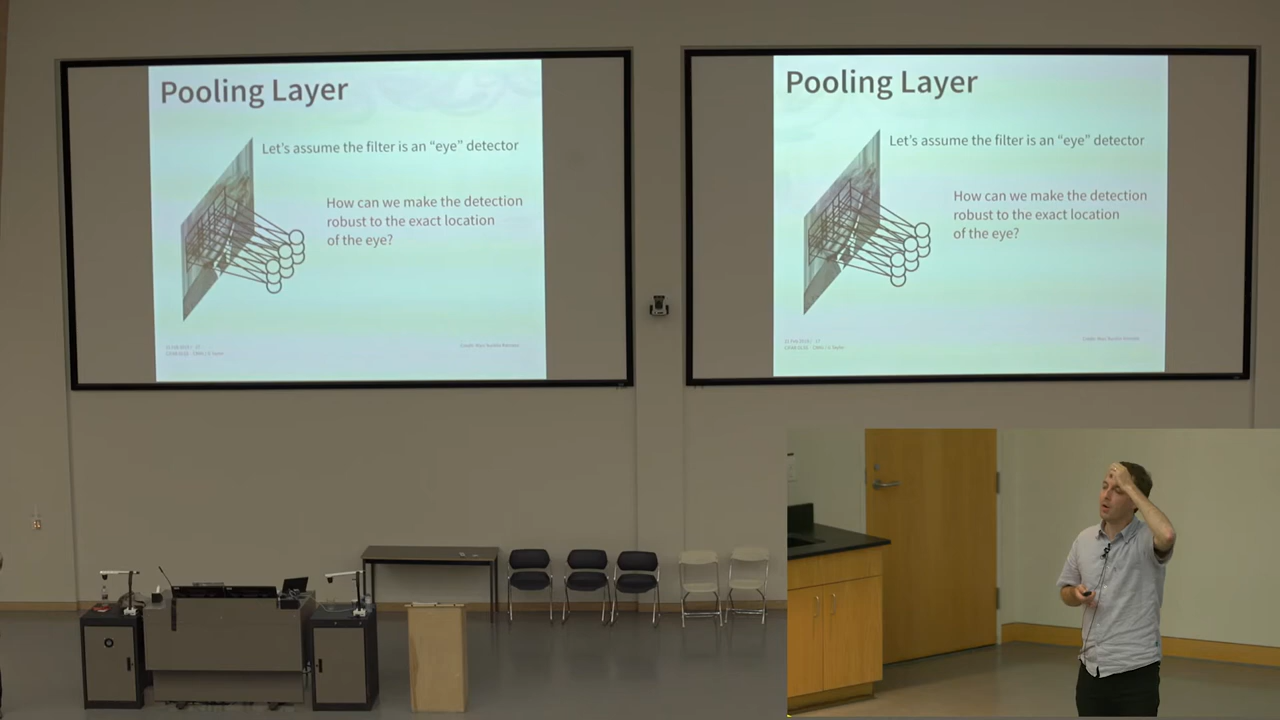 Pooling Layer
Let's assume the filter is an “eye” detector
How can we make the detection
robust to the exact location
of the eye?
Pooling Layer
Let's assume the filter is an “eye” detector
How can we make the detection
robust to the exact location
of the eye?